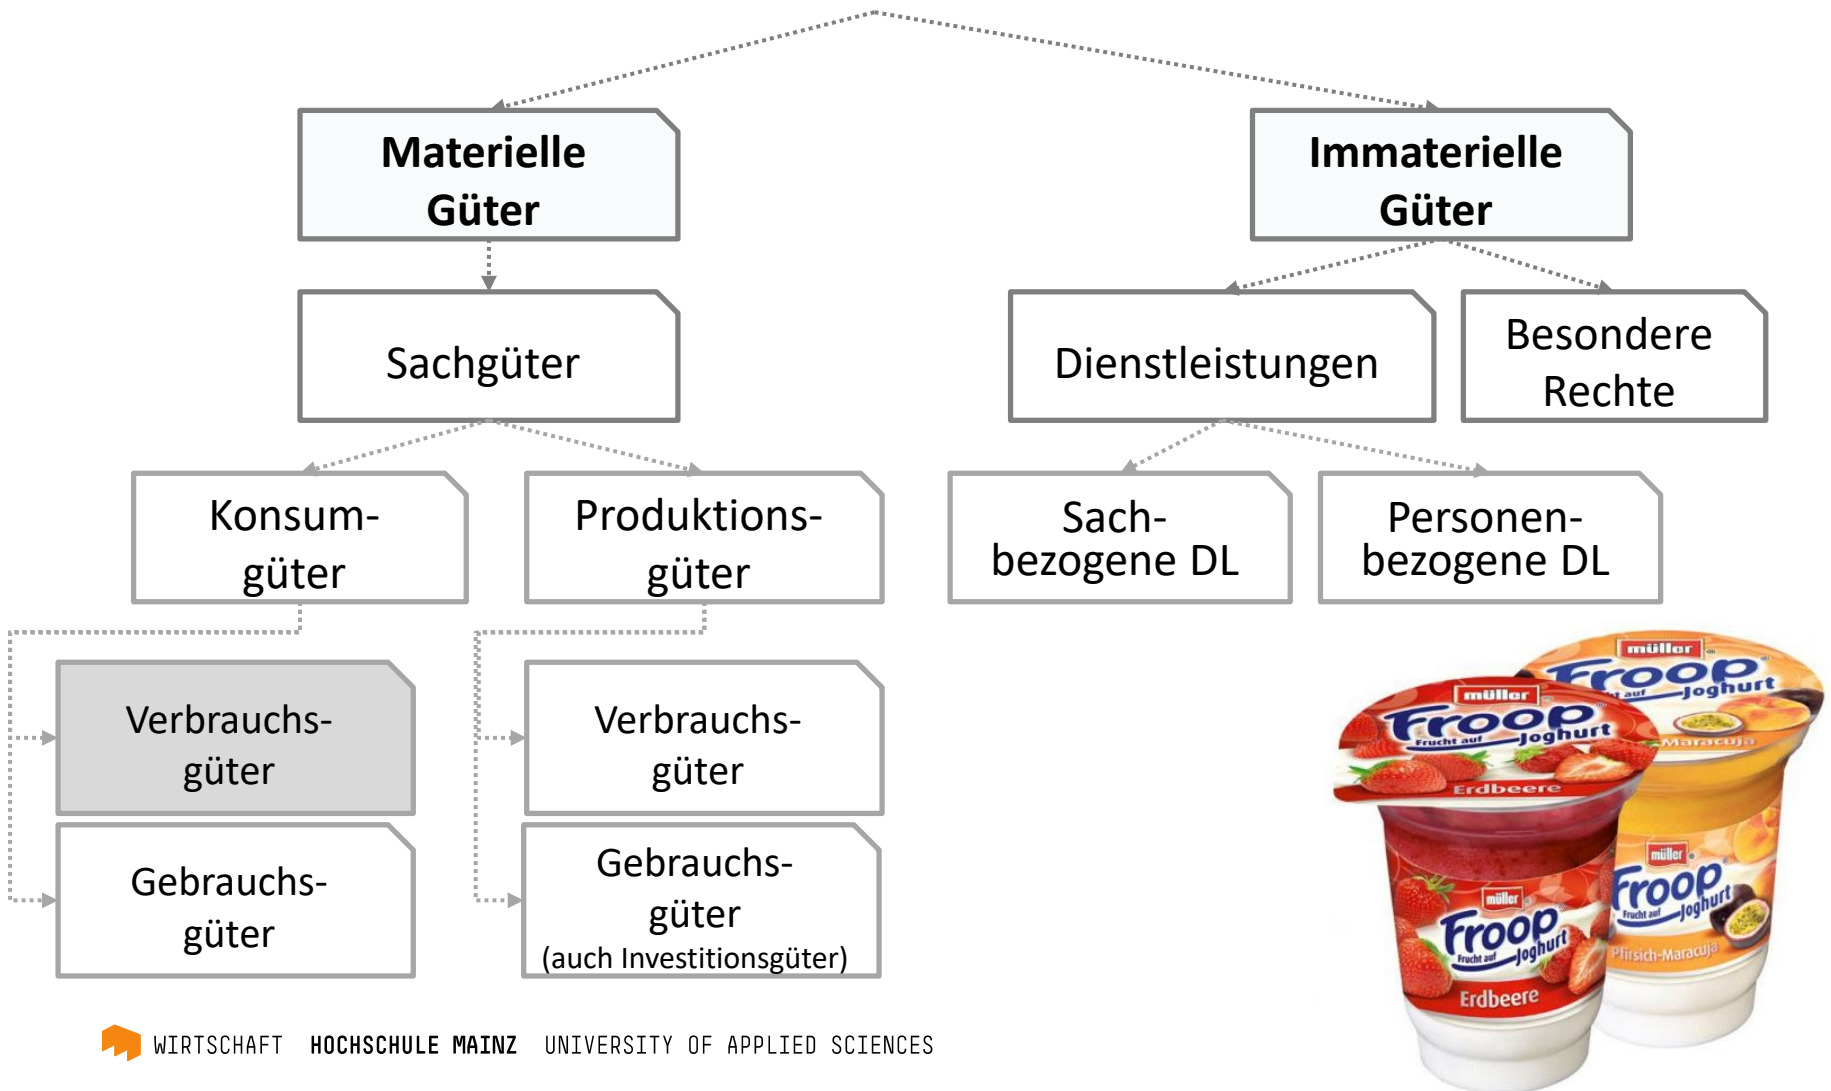 Materielle
Güter
Immaterielle
Güter
Sachgüter
Dienstleistungen
Besondere
Rechte
Konsum-
güter
Produktions-
güter
Sach-
bezogene DL
Personen-
bezogene DL
Verbrauchs-
güter
Verbrauchs-
güter
Gebrauchs-
güter
Gebrauchs-
güter
(auch Investitionsgüter)
müller
Froop
auf Joghurt
Maracuja
müller
Froop
Frucht auf Joghurt
Erdbeere
müller
Froop
Frucht auf Joghurt
Pfirsich-Maracuja
müller
Froop
Frucht auf Joghurt
Erdbeere
WIRTSCHAFT HOCHSCHULE MAINZ UNIVERSITY OF APPLIED SCIENCES